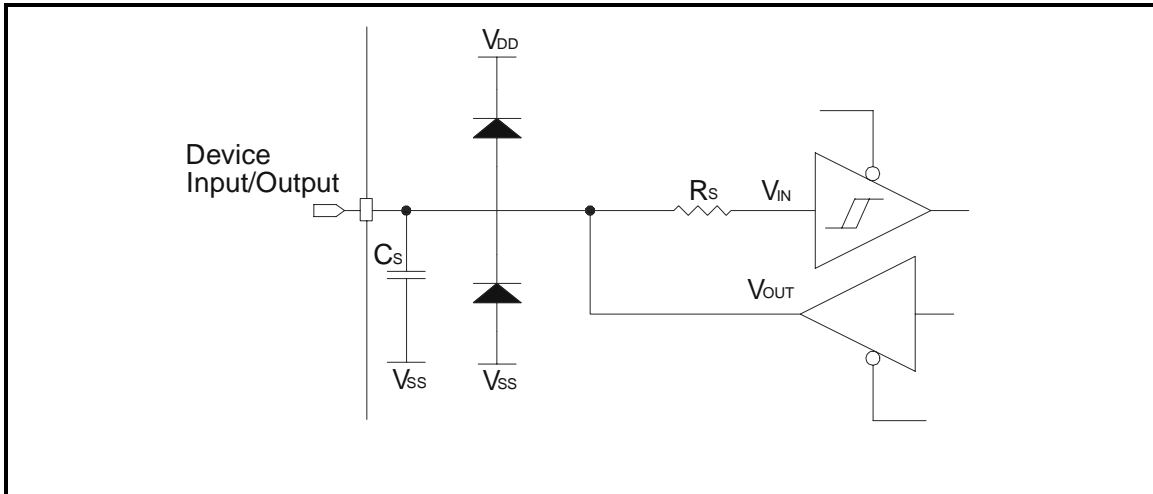 VDD
Device
Input/Output
RS
VIN
CS
VOUT
VSS
VSS